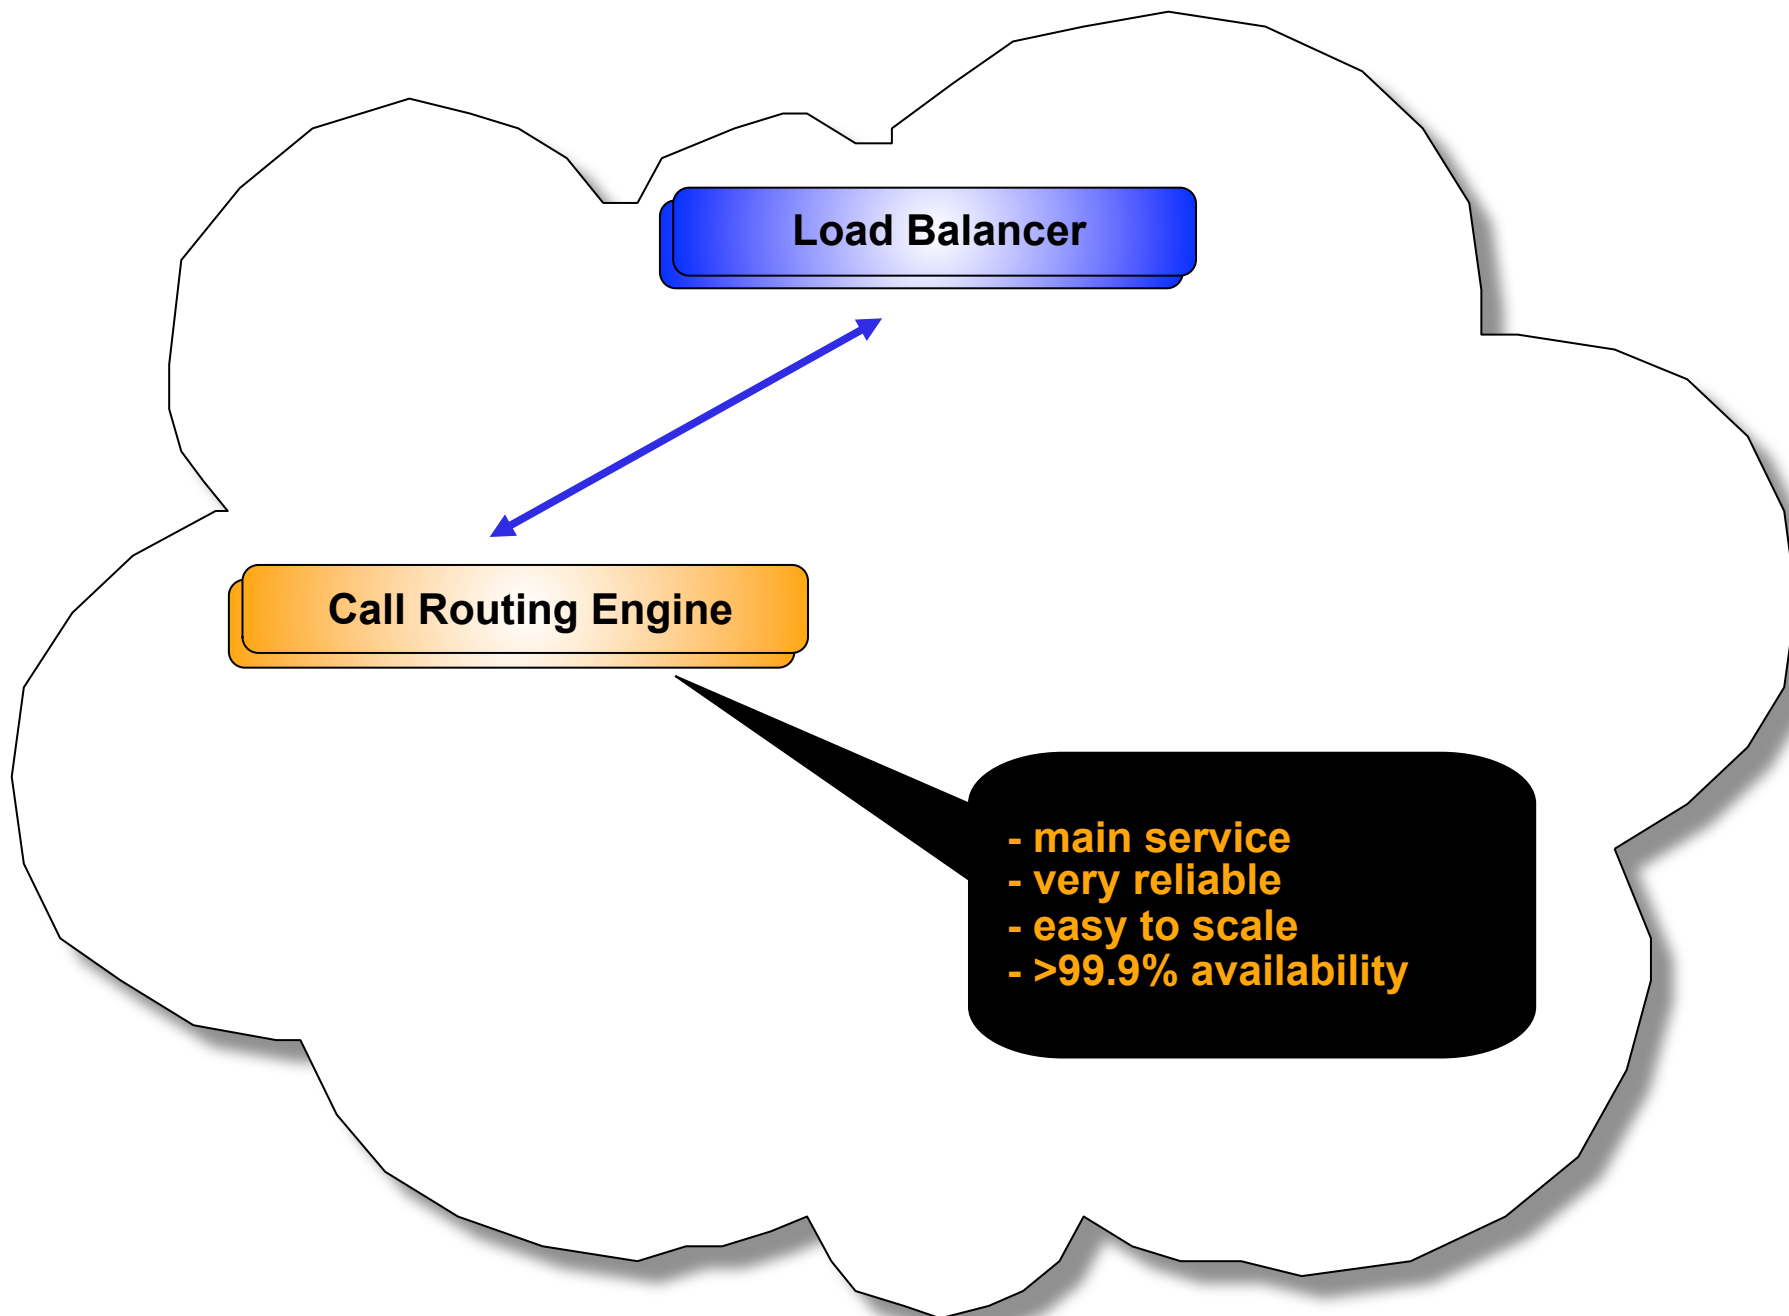 Load Balancer
Call Routing Engine
- main service
- very reliable
- easy to scale
- >99.9% availability